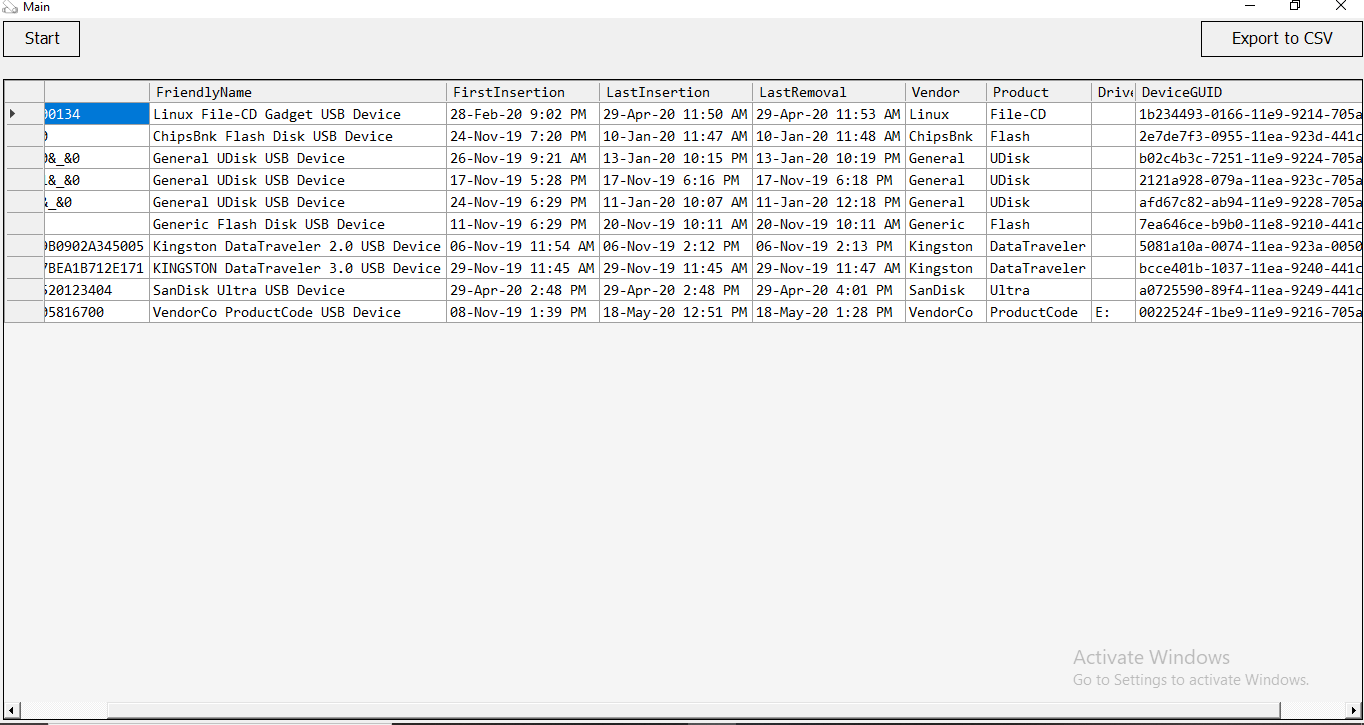 Main
Start
Export to CSV
FriendlyName FirstInsertion LastInsertion LastRemoval Vendor Product Drive DeviceGUID
00134 Linux File-CD Gadget USB Device 28-Feb-20 9:02 PM 29-Apr-20 11:50 AM 29-Apr-20 11:53 AM Linux File-CD 1b234493-0166-11e9-9214-705a
ChipsBnk Flash Disk USB Device 24-Nov-19 7:20 PM 10-Jan-20 11:47 AM 10-Jan-20 11:48 AM ChipsBnk Flash 2e7de7f3-0955-11ea-923d-441c
&_&0 General UDisk USB Device 26-Nov-19 9:21 AM 13-Jan-20 10:15 PM 13-Jan-20 10:19 PM General UDisk b02c4b3c-7251-11e9-9224-705a
&_&0 General UDisk USB Device 17-Nov-19 5:28 PM 17-Nov-19 6:16 PM 17-Nov-19 6:18 PM General UDisk 2121a928-079a-11ea-923c-705a
_&0 General UDisk USB Device 24-Nov-19 6:29 PM 11-Jan-20 10:07 AM 11-Jan-20 12:18 PM General UDisk afd67c82-ab94-11e9-9228-705a
Generic Flash Disk USB Device 11-Nov-19 6:29 PM 20-Nov-19 10:11 AM 20-Nov-19 10:11 AM Generic Flash 7ea646ce-b9b0-11e8-9210-441c
9B0902A345005 Kingston DataTraveler 2.0 USB Device 06-Nov-19 11:54 AM 06-Nov-19 2:12 PM 06-Nov-19 2:13 PM Kingston DataTraveler 5081a10a-0074-11ea-923a-0050
7BEA1B712E171 KINGSTON DataTraveler 3.0 USB Device 29-Nov-19 11:45 AM 29-Nov-19 11:45 AM 29-Nov-19 11:47 AM Kingston DataTraveler bcce401b-1037-11ea-9240-441c
520123404 SanDisk Ultra USB Device 29-Apr-20 2:48 PM 29-Apr-20 2:48 PM 29-Apr-20 4:01 PM SanDisk Ultra a0725590-89f4-11ea-9249-441c
05816700 VendorCo ProductCode USB Device 08-Nov-19 1:39 PM 18-May-20 12:51 PM 18-May-20 1:28 PM VendorCo ProductCode E: 0022524f-1be9-11e9-9216-705a
Activate Windows
Go to Settings to activate Windows.